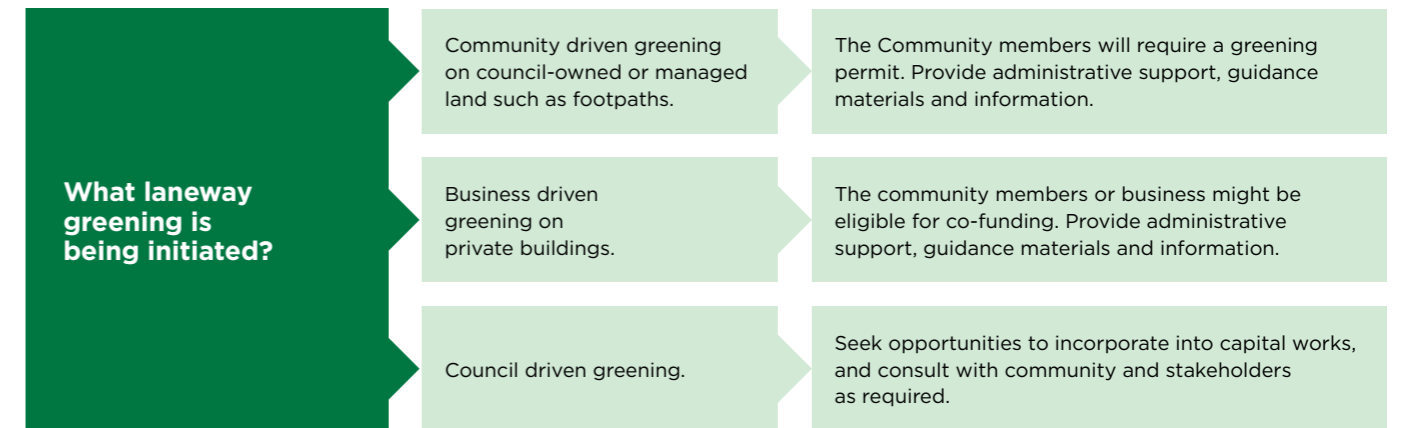 What laneway
greening is
being initiated?
Community driven greening
on council-owned or managed
land such as footpaths.
The Community members will require a greening
permit. Provide administrative support, guidance
materials and information.
Business driven
greening on
private buildings.
The community members or business might be
eligible for co-funding. Provide administrative
support, guidance materials and information.
Council driven greening.
Seek opportunities to incorporate into capital works,
and consult with community and stakeholders
as required.